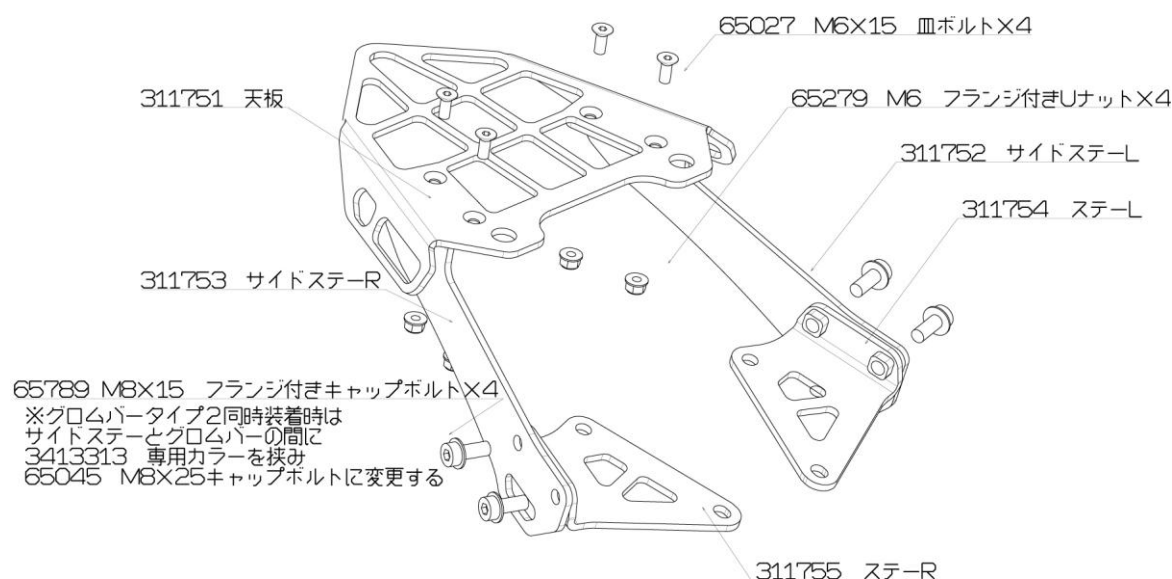 65027 M6X15 皿ボルトX4
311751 天板
65279 M6 フランジ付きUナットX4
311752 サイドステーL
311754 ステーL
311753 サイドステーR
65789 M8X15 フランジ付きキャップボルトX4
※グロムバータイプ2同時装着時は
サイドステーとグロムバーの間に
3413313 専用カラーを挟み
65045 M8X25キャップボルトに変更する
311755 ステーR